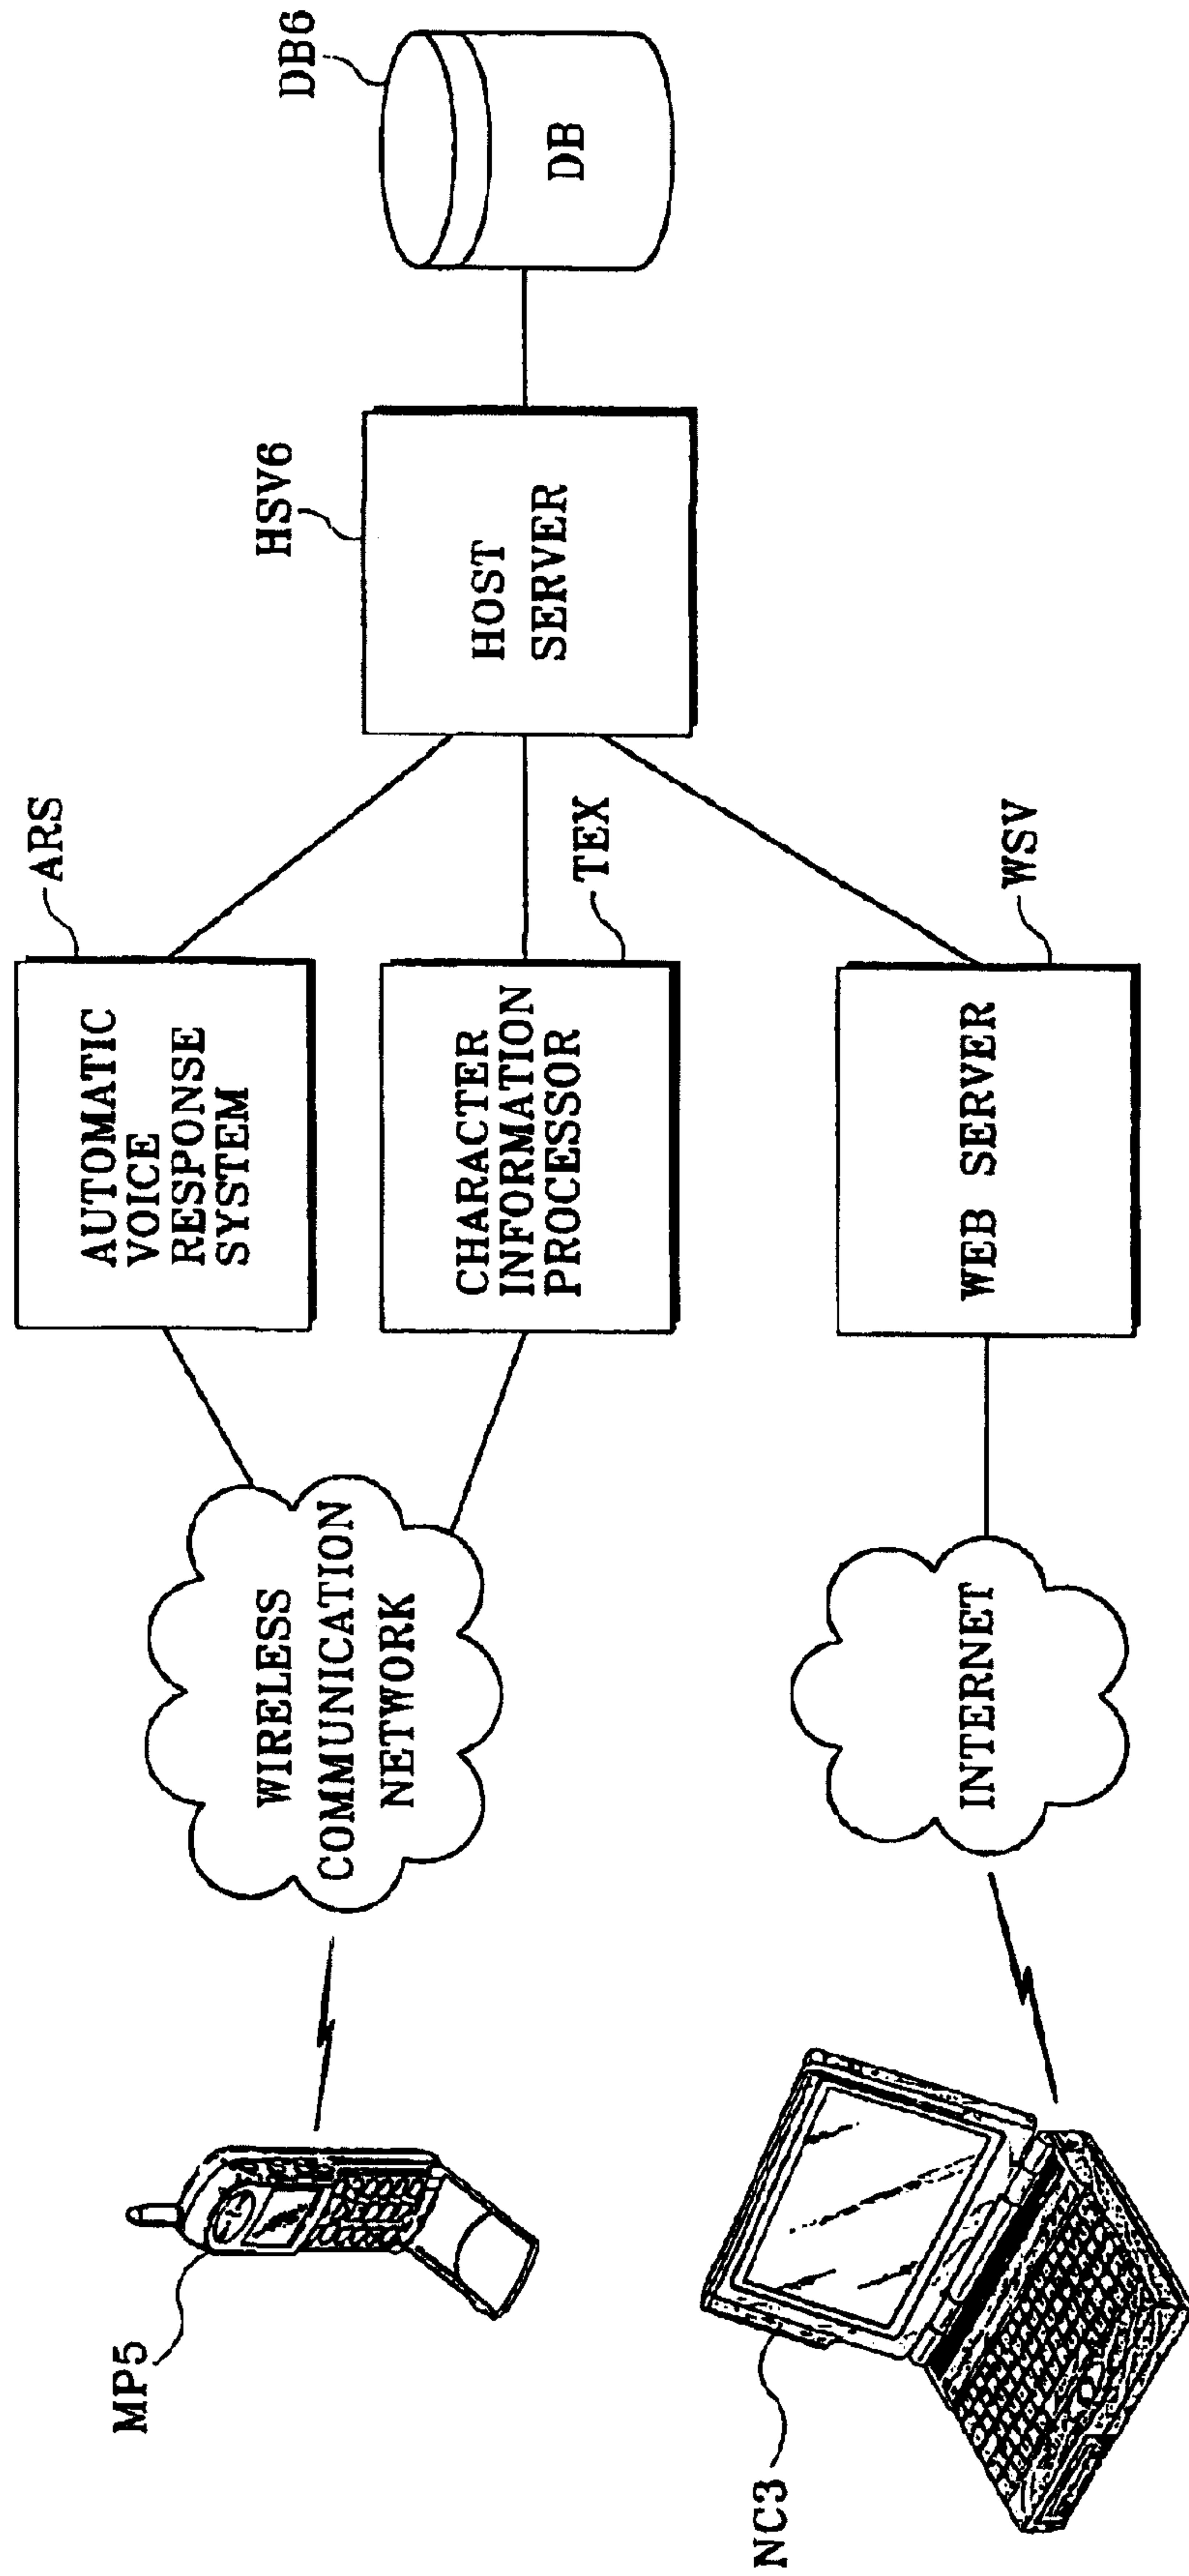 MP5
WIRELESS
COMMUNICATION
NETWORK
AUTOMATIC
VOICE
RESPONSE
SYSTEM
ARS
CHARACTER
INFORMATION
PROCESSOR
TEX
HSV6
HOST
SERVER
DB6
DB
NC3
INTERNET
WEB SERVER
WSV